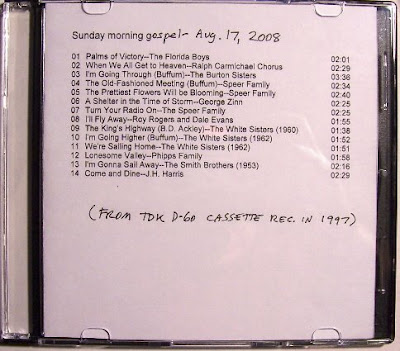 Sunday morning gospel- Aug. 17, 2008
01 Palms of Victory--The Florida Boys 02:01
02 When We All Get to Heaven--Ralph Carmichael Chorus 02:29
03 I'm Going Through (Buffum)--The Burton Sisters 03:36
04 The Old-Fashioned Meeting (Buffum)--Speer Family 02:34
05 The Prettiest Flowers Will be Blooming--Speer Family 02:40
06 A Shelter in the Time of Storm--George Zinn 02:25
07 Turn Your Radio On--The Speer Family 02:25
08 I'll Fly Away--Roy Rogers and Dale Evans 01:55
09 The King's Highway (B.D. Ackley)--The White Sisters (1960) 01:38
10 I'm Going Higher (Buffum)--The White Sisters (1962) 01:52
11 We're Sailing Home--The White Sisters (1962) 01:51
12 Lonesome Valley--Phipps Family 01:58
13 I'm Gonna Sail Away--The Smith Brothers (1953) 02:16
14 Come and Dine--J.H. Harris 02:29
(FROM TDK D-60 CASSETTE REC. IN 1997)